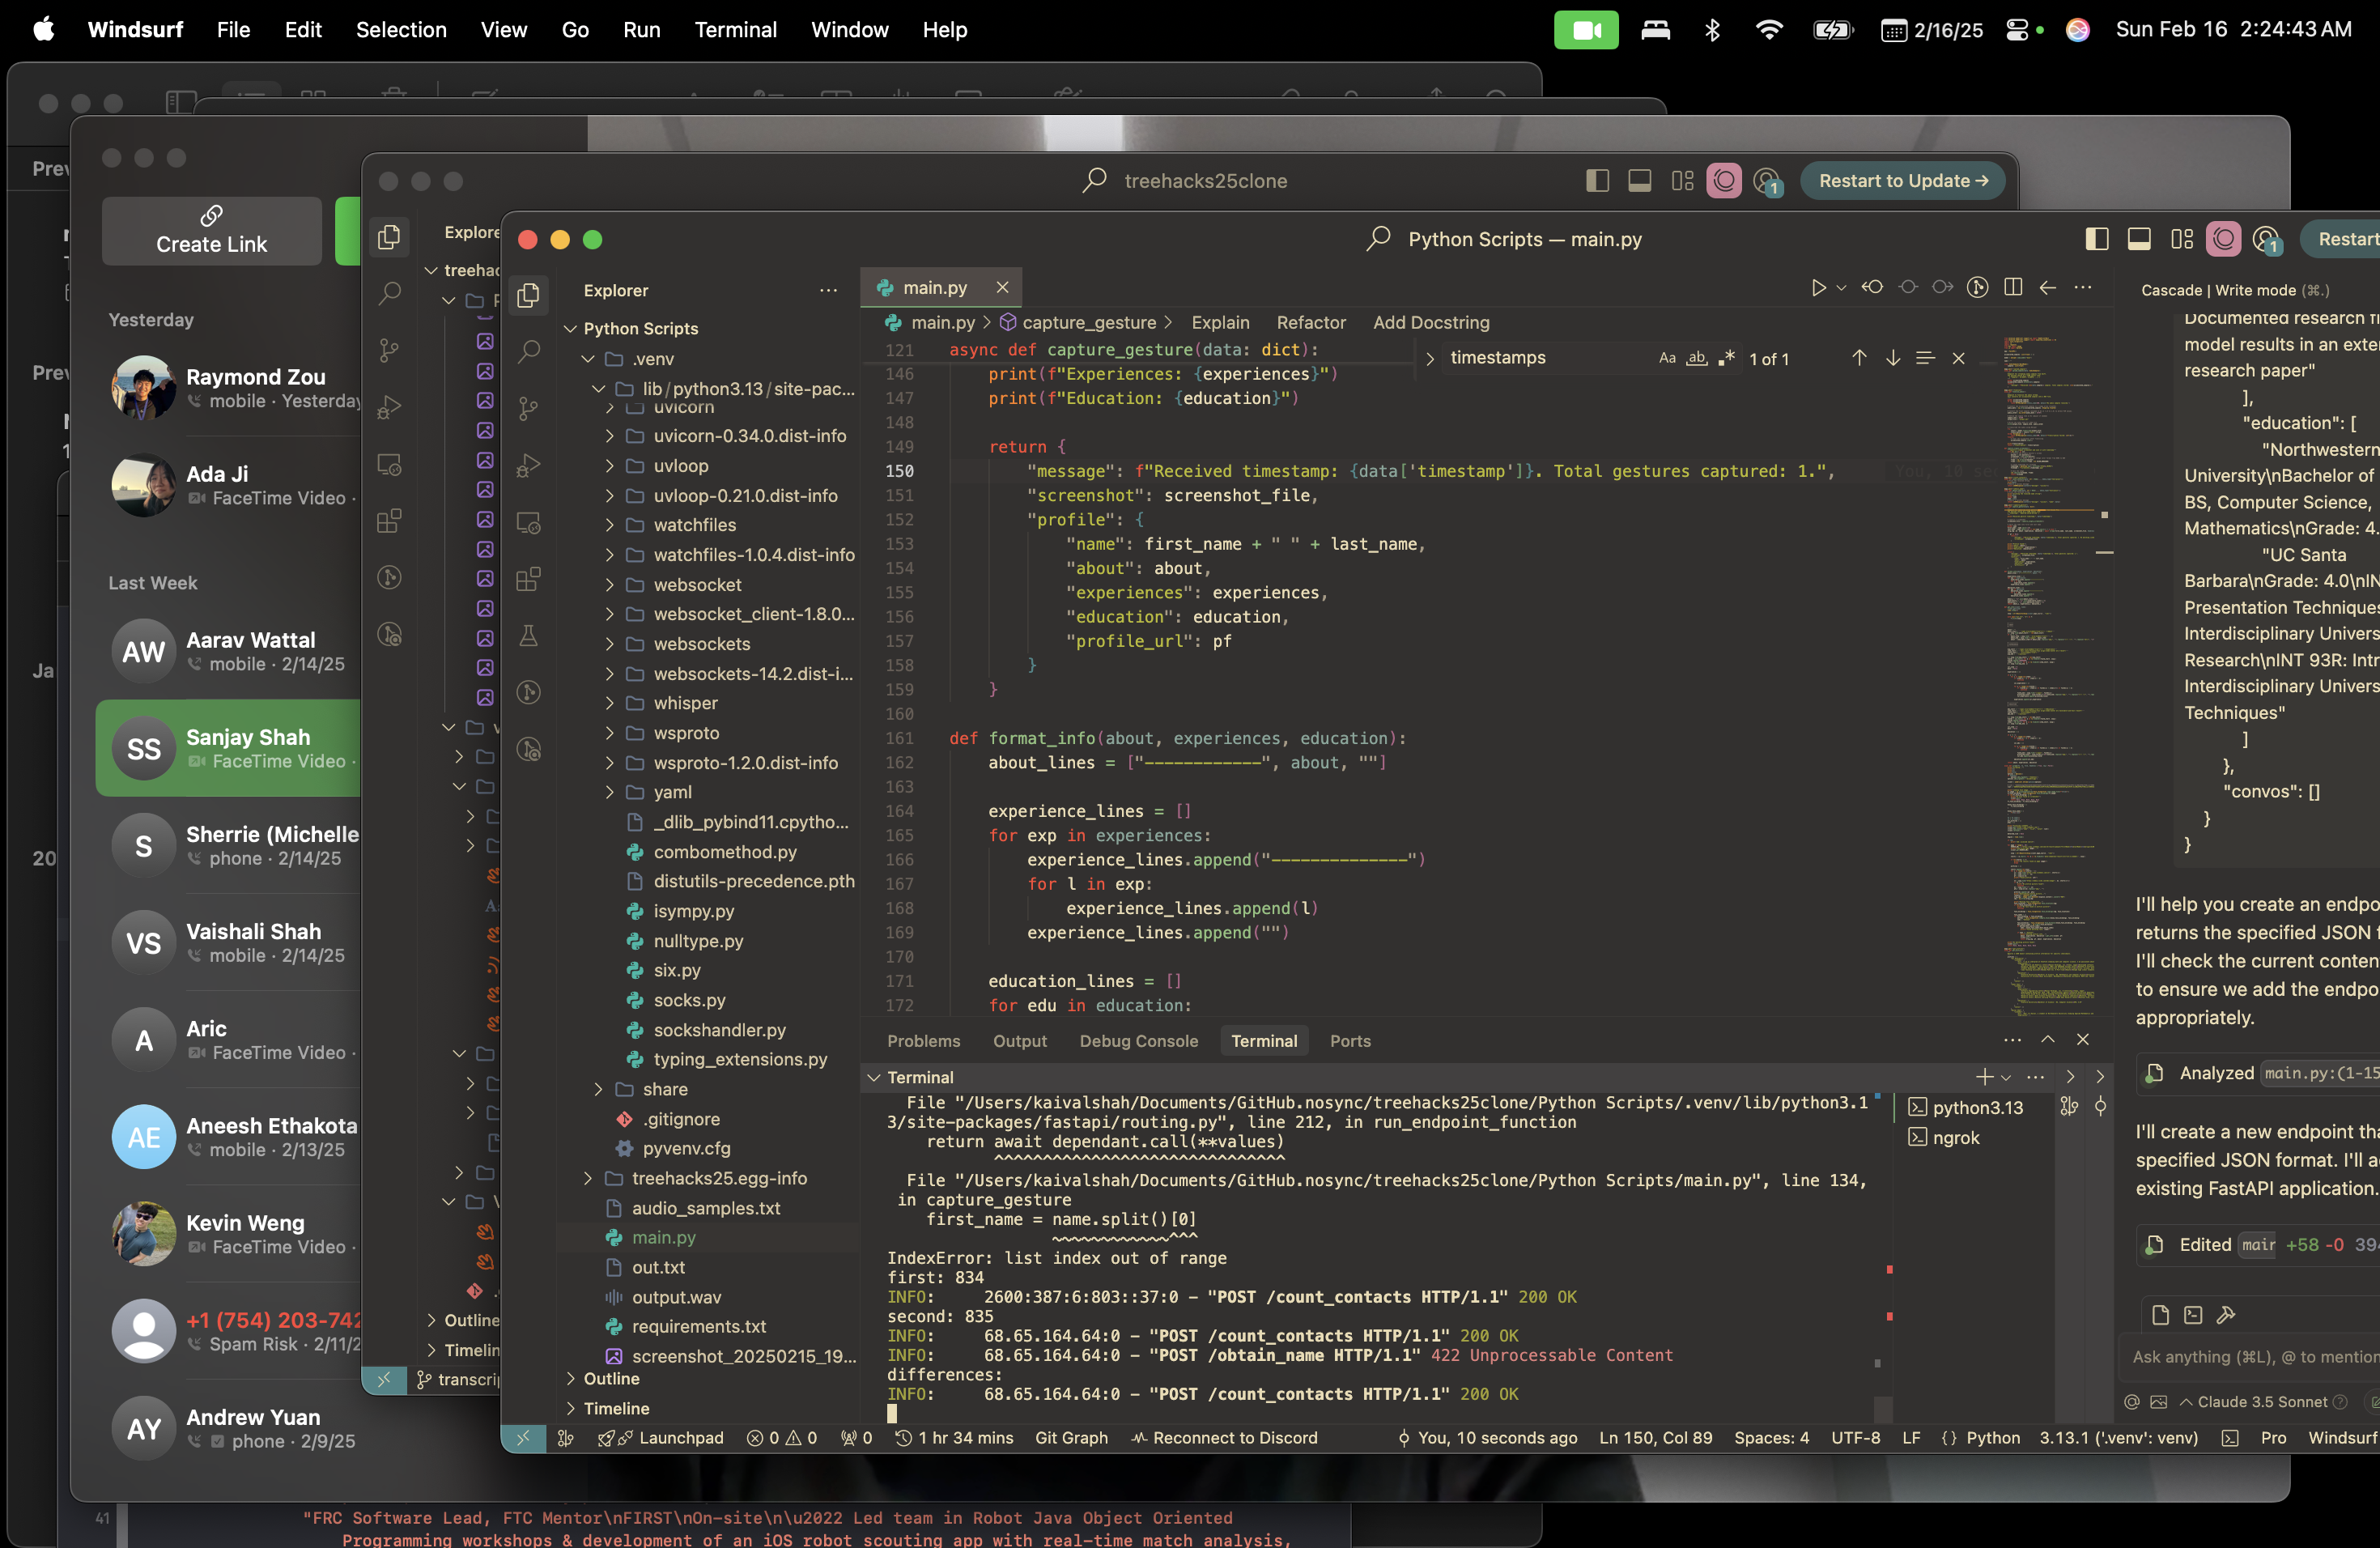 Windsurf File Edit Selection View Go Run Terminal Window Help
2/16/25
Sun Feb 16 2:24:43 AM
Create Link
Yesterday
Raymond Zou
mobile · Yesterday
Ada Ji
FaceTime Video ·
Last Week
AW
Aarav Wattal
mobile · 2/14/25
SS
Sanjay Shah
FaceTime Video ·
S
Sherrie (Michelle
phone · 2/14/25
VS
Vaishali Shah
mobile · 2/14/25
A
Aric
FaceTime Video ·
AE
Aneesh Ethakota
mobile · 2/13/25
Kevin Weng
FaceTime Video ·
+1 (754) 203-742
Spam Risk · 2/11/2
AY
Andrew Yuan
phone · 2/9/25
treehacks25clone
1
Restart to Update →
Explore
treehac
Outline
Timelin
transcrip
Python Scripts — main.py
1
Restart
Explorer
Python Scripts
.venv
lib / python3.13 / site-pac...
uvicorn
uvicorn-0.34.0.dist-info
uvloop
uvloop-0.21.0.dist-info
watchfiles
watchfiles-1.0.4.dist-info
websocket
websocket_client-1.8.0...
websockets
websockets-14.2.dist-i...
whisper
wsproto
wsproto-1.2.0.dist-info
yaml
_dlib_pybind11.cpytho...
combomethod.py
distutils-precedence.pth
isympy.py
nulltype.py
six.py
socks.py
sockshandler.py
typing_extensions.py
share
.gitignore
pyvenv.cfg
treehacks25.egg-info
audio_samples.txt
main.py
out.txt
output.wav
requirements.txt
screenshot_20250215_19...
Outline
Timeline
main.py
main.py > capture_gesture > Explain Refactor Add Docstring
timestamps Aa ab 1 of 1
121 async def capture_gesture(data: dict):
146 print(f"Experiences: {experiences}")
147 print(f"Education: {education}")
148
149 return {
150 "message": f"Received timestamp: {data['timestamp']}. Total gestures captured: 1.", You, 10 sec
151 "screenshot": screenshot_file,
152 "profile": {
153 "name": first_name + " " + last_name,
154 "about": about,
155 "experiences": experiences,
156 "education": education,
157 "profile_url": pf
158 }
159 }
160
161 def format_info(about, experiences, education):
162 about_lines = ["------------", about, ""]
163
164 experience_lines = []
165 for exp in experiences:
166 experience_lines.append("--------------")
167 for l in exp:
168 experience_lines.append(l)
169 experience_lines.append("")
170
171 education_lines = []
172 for edu in education:
Problems Output Debug Console Terminal Ports
Terminal
File "/Users/kaivalshah/Documents/GitHub.nosync/treehacks25clone/Python Scripts/.venv/lib/python3.1
3/site-packages/fastapi/routing.py", line 212, in run_endpoint_function
return await dependant.call(**values)
^^^^^^^^^^^^^^^^^^^^^^^^^^^^^^
File "/Users/kaivalshah/Documents/GitHub.nosync/treehacks25clone/Python Scripts/main.py", line 134,
in capture_gesture
first_name = name.split()[0]
~~~~~~~~~~~~^^^
IndexError: list index out of range
first: 834
INFO: 2600:387:6:803::37:0 - "POST /count_contacts HTTP/1.1" 200 OK
second: 835
INFO: 68.65.164.64:0 - "POST /count_contacts HTTP/1.1" 200 OK
INFO: 68.65.164.64:0 - "POST /obtain_name HTTP/1.1" 422 Unprocessable Content
differences:
INFO: 68.65.164.64:0 - "POST /count_contacts HTTP/1.1" 200 OK
python3.13
ngrok
Cascade | Write mode (⌘.)
Documented research fi
model results in an exter
research paper"
],
"education": [
"Northwestern
University\nBachelor of
BS, Computer Science,
Mathematics\nGrade: 4.
"UC Santa
Barbara\nGrade: 4.0\nIN
Presentation Techniques
Interdisciplinary Univers
Research\nINT 93R: Intr
Interdisciplinary Univers
Techniques"
]
},
"convos": []
}
}
I'll help you create an endpo
returns the specified JSON f
I'll check the current content
to ensure we add the endpo
appropriately.
Analyzed main.py:(1-15
I'll create a new endpoint tha
specified JSON format. I'll a
existing FastAPI application.
Edited mair +58 -0 394
Ask anything (⌘L), @ to mention
Claude 3.5 Sonnet
Launchpad 0 0 0 1 hr 34 mins Git Graph Reconnect to Discord You, 10 seconds ago Ln 150, Col 89 Spaces: 4 UTF-8 LF {} Python 3.13.1 ('.venv': venv) Pro Windsurf
41 "FRC Software Lead, FTC Mentor\nFIRST\nOn-site\n\u2022 Led team in Robot Java Object Oriented
Programming workshops & development of an iOS robot scouting app with real-time match analysis,